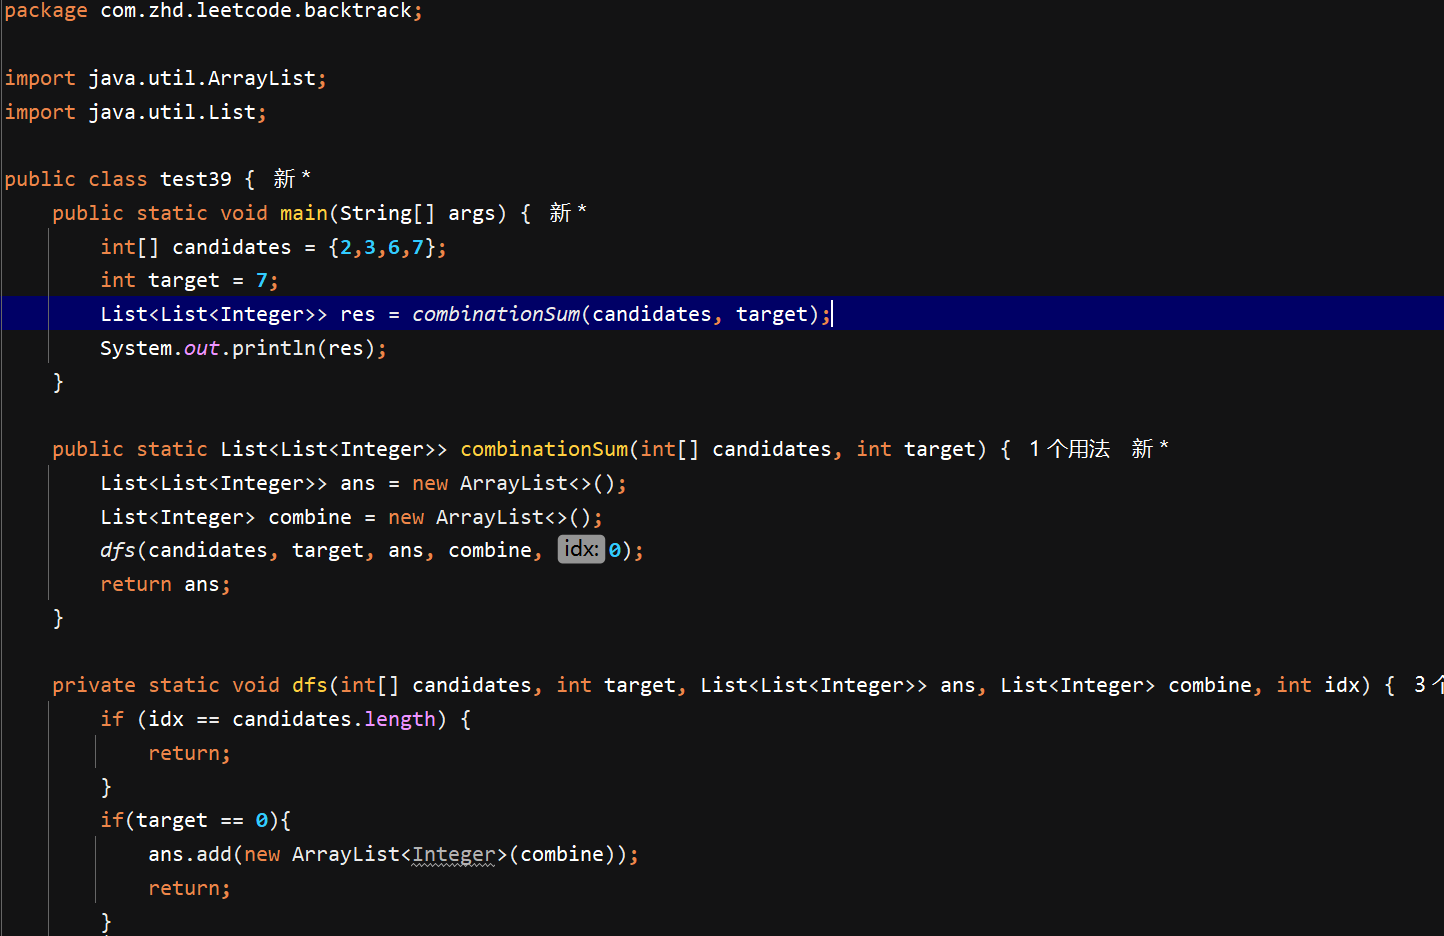 package com.zhd.leetcode.backtrack;
import java.util.ArrayList;
import java.util.List;
public class test39 { 新 *
public static void main(String[] args) { 新 *
int[] candidates = {2,3,6,7};
int target = 7;
List<List<Integer>> res = combinationSum(candidates, target);
System.out.println(res);
}
public static List<List<Integer>> combinationSum(int[] candidates, int target) { 1 个用法 新 *
List<List<Integer>> ans = new ArrayList<>();
List<Integer> combine = new ArrayList<>();
dfs(candidates, target, ans, combine, idx: 0);
return ans;
}
private static void dfs(int[] candidates, int target, List<List<Integer>> ans, List<Integer> combine, int idx) { 3
if (idx == candidates.length) {
return;
}
if(target == 0){
ans.add(new ArrayList<Integer>(combine));
return;
}